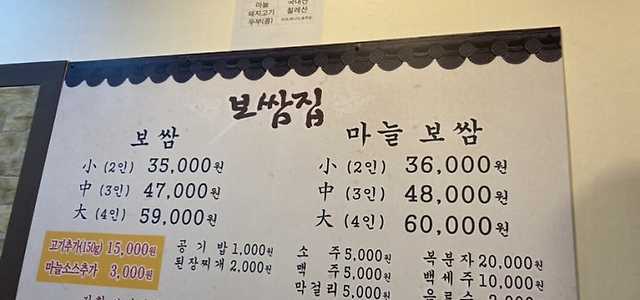 마늘 국내산
돼지고기 칠레산
두부(콩)
보쌈집
보쌈
小 (2인) 35,000원
中 (3인) 47,000원
大 (4인) 59,000원
마늘 보쌈
小 (2인) 36,000원
中 (3인) 48,000원
大 (4인) 60,000원
고기추가(150g) 15,000원
마늘소스추가 3,000원
공기밥 1,000원
된장찌개 2,000원
소주 5,000원
맥주 5,000원
막걸리 5,000원
복분자 20,000원
백세주 10,000원
음료수